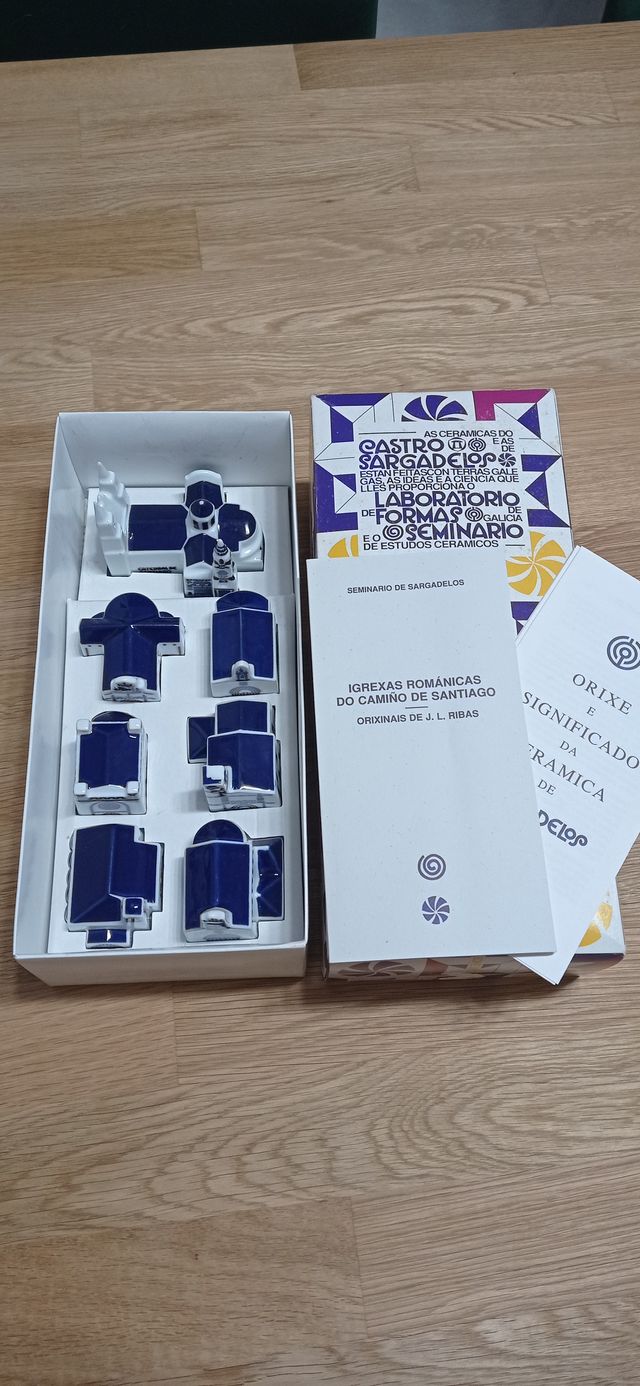 AS CERAMICAS DO
CASTRO E AS
SARGADELOS DE
ESTAN FEITAS CON TERRAS GALE
GAS, AS IDEAS E A CIENCIA QUE
LLES PROPORCIONA O
LABORATORIO
DE FORMAS DE GALICIA
E O SEMINARIO
DE ESTUDOS CERAMICOS
SEMINARIO DE SARGADELOS
IGREXAS ROMÁNICAS
DO CAMIÑO DE SANTIAGO
ORIXINAIS DE J. L. RIBAS
ORIXE
E
SIGNIFICADO
DA
CERAMICA
DE